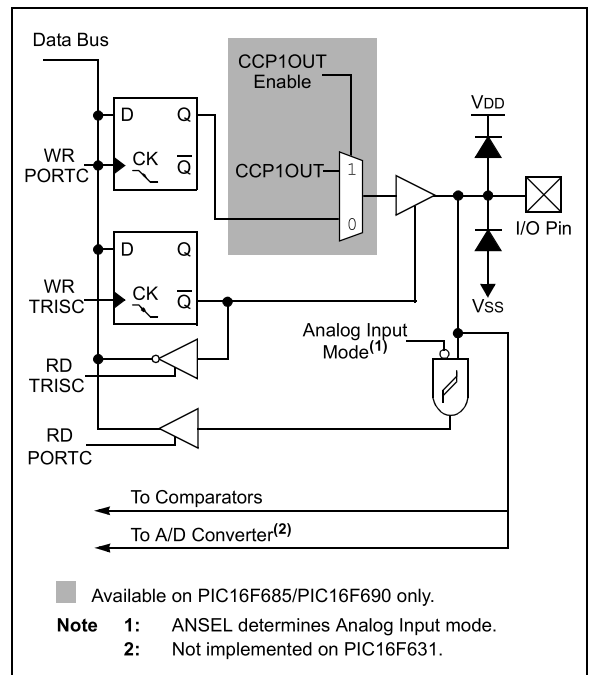 Data Bus
D Q
WR
PORTC
CK
Q
CCP1OUT
Enable
CCP1OUT
1
0
VDD
I/O Pin
VSS
D Q
WR
TRISC
CK
Q
RD
TRISC
RD
PORTC
Analog Input
Mode(1)
To Comparators
To A/D Converter(2)
Available on PIC16F685/PIC16F690 only.
Note 1: ANSEL determines Analog Input mode.
2: Not implemented on PIC16F631.